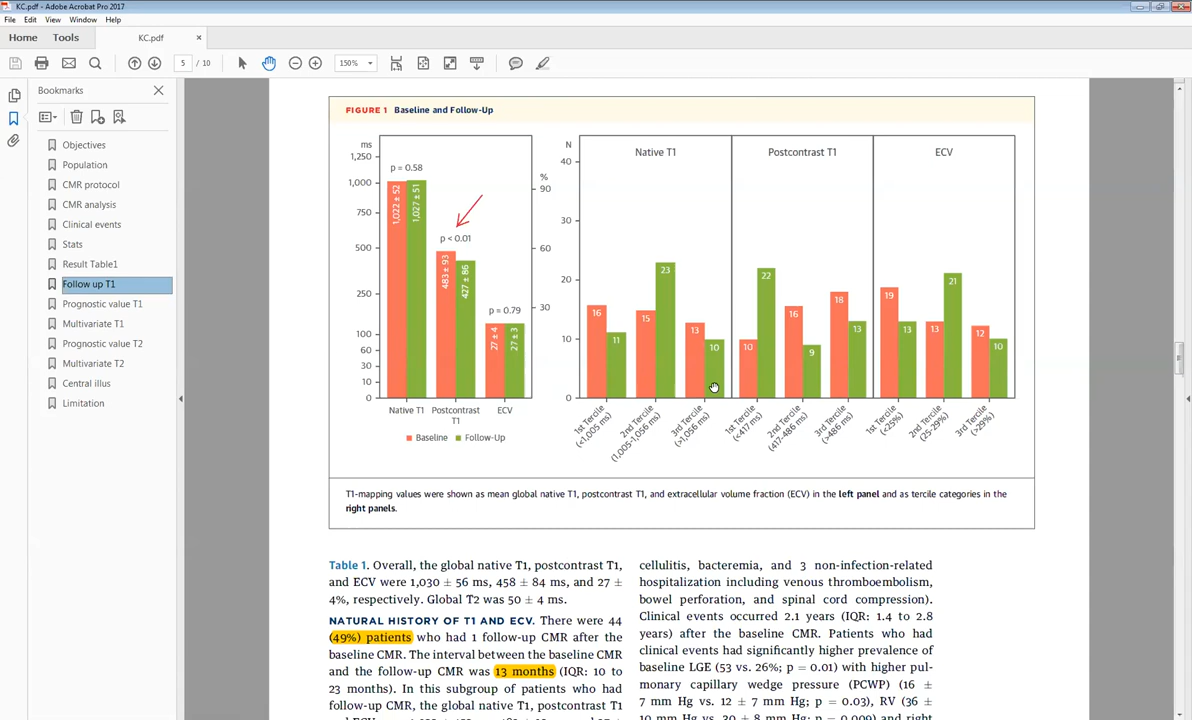 KC.pdf - Adobe Acrobat Pro 2017
File Edit View Window Help
Home Tools KC.pdf ×
5 / 10 150%
Bookmarks
Objectives
Population
CMR protocol
CMR analysis
Clinical events
Stats
Result Table1
Follow up T1
Prognostic value T1
Multivariate T1
Prognostic value T2
Multivariate T2
Central illus
Limitation
FIGURE 1 Baseline and Follow-Up
ms
1,250
1,000
750
500
250
100
60
30
10
0
p = 0.58
1,022 ± 52
1,027 ± 51
p < 0.01
483 ± 93
427 ± 86
p = 0.79
27 ± 4
27 ± 3
%
90
60
30
Native T1
Postcontrast
T1
ECV
Baseline Follow-Up
N
40
30
20
10
0
Native T1
16
11
15
23
13
10
1st Tercile
(<1,005 ms)
2nd Tercile
(1,005-1,056 ms)
3rd Tercile
(>1,056 ms)
Postcontrast T1
10
22
16
9
18
13
1st Tercile
(<417 ms)
2nd Tercile
(417-486 ms)
3rd Tercile
(>486 ms)
ECV
19
13
13
21
12
10
1st Tercile
(<25%)
2nd Tercile
(25-29%)
3rd Tercile
(>29%)
T1-mapping values were shown as mean global native T1, postcontrast T1, and extracellular volume fraction (ECV) in the left panel and as tercile categories in the
right panels.
Table 1. Overall, the global native T1, postcontrast T1,
and ECV were 1,030 ± 56 ms, 458 ± 84 ms, and 27 ±
4%, respectively. Global T2 was 50 ± 4 ms.
NATURAL HISTORY OF T1 AND ECV. There were 44
(49%) patients who had 1 follow-up CMR after the
baseline CMR. The interval between the baseline CMR
and the follow-up CMR was 13 months (IQR: 10 to
23 months). In this subgroup of patients who had
follow-up CMR, the global native T1, postcontrast T1
cellulitis, bacteremia, and 3 non-infection-related
hospitalization including venous thromboembolism,
bowel perforation, and spinal cord compression).
Clinical events occurred 2.1 years (IQR: 1.4 to 2.8
years) after the baseline CMR. Patients who had
clinical events had significantly higher prevalence of
baseline LGE (53 vs. 26%; p = 0.01) with higher pul-
monary capillary wedge pressure (PCWP) (16 ±
7 mm Hg vs. 12 ± 7 mm Hg; p = 0.03), RV (36 ±
10 mm Hg vs. 30 ± 8 mm Hg; p = 0.009) and right